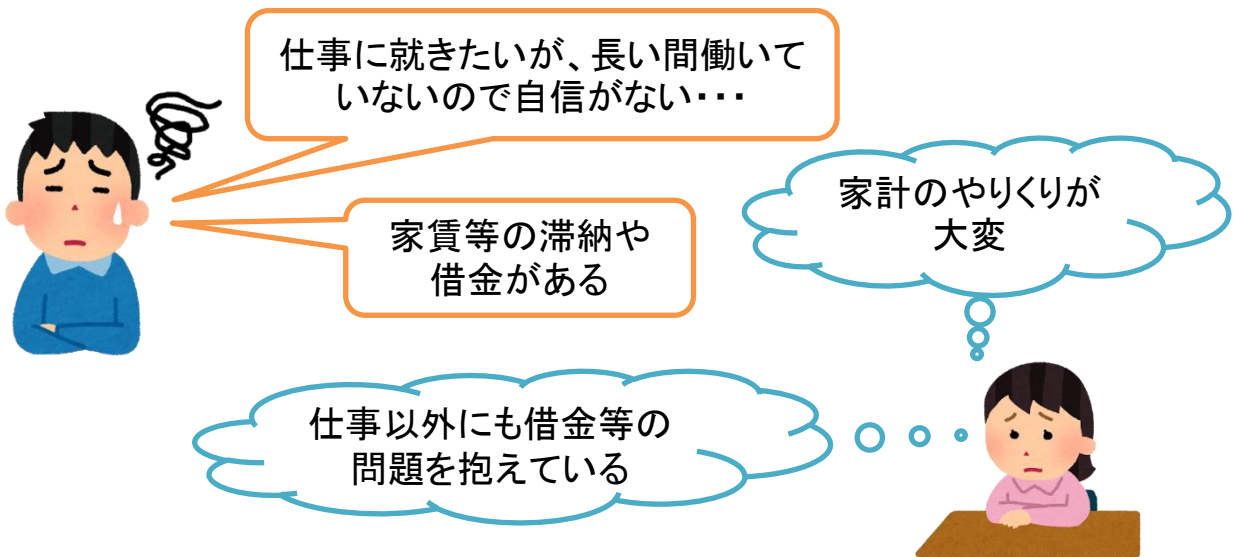 仕事に就きたいが、長い間働いて
いないので自信がない・・・
家賃等の滞納や
借金がある
家計のやりくりが
大変
仕事以外にも借金等の
問題を抱えている